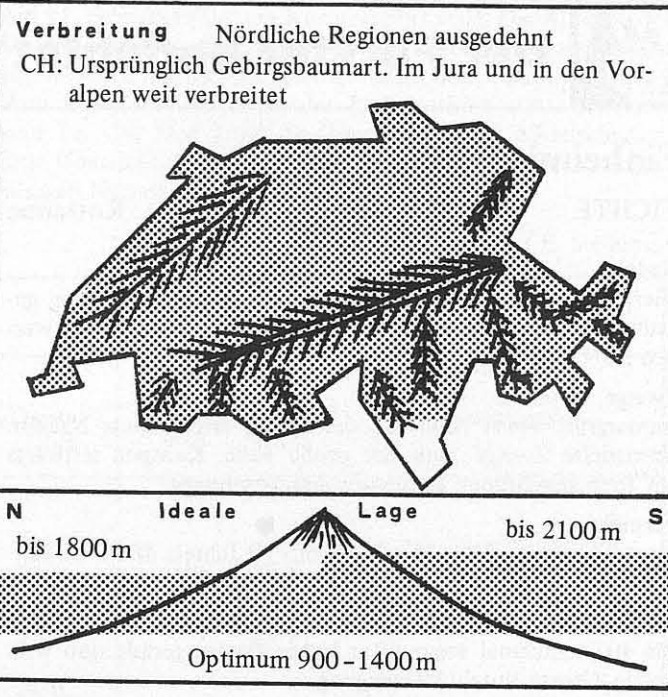 Verbreitung Nördliche Regionen ausgedehnt
CH: Ursprünglich Gebirgsbaumart. Im Jura und in den Vor-
alpen weit verbreitet
N Ideale Lage S
bis 1800 m bis 2100 m
Optimum 900–1400 m